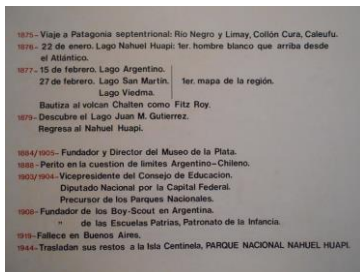 1875- Viaje a Patagonia septentrional: Río Negro y Limay, Collón Cura, Caleufu.
1876- 22 de enero. Lago Nahuel Huapi: 1er. hombre blanco que arriba desde
el Atlántico.
1877- 15 de febrero. Lago Argentino.
27 de febrero. Lago San Martín. 1er. mapa de la región.
Lago Viedma.
Bautiza al volcan Chalten como Fitz Roy.
1879- Descubre el Lago Juan M. Gutierrez.
Regresa al Nahuel Huapi.
1884/1905- Fundador y Director del Museo de la Plata.
1888- Perito en la cuestion de limites Argentino-Chileno.
1903/1904- Vicepresidente del Consejo de Educacion.
Diputado Nacional por la Capital Federal.
Precursor de los Parques Nacionales.
1908- Fundador de los Boy-Scout en Argentina.
" de las Escuelas Patrias, Patronato de la Infancia.
1919- Fallece en Buenos Aires.
1944- Trasladan sus restos a la Isla Centinela, PARQUE NACIONAL NAHUEL HUAPI.